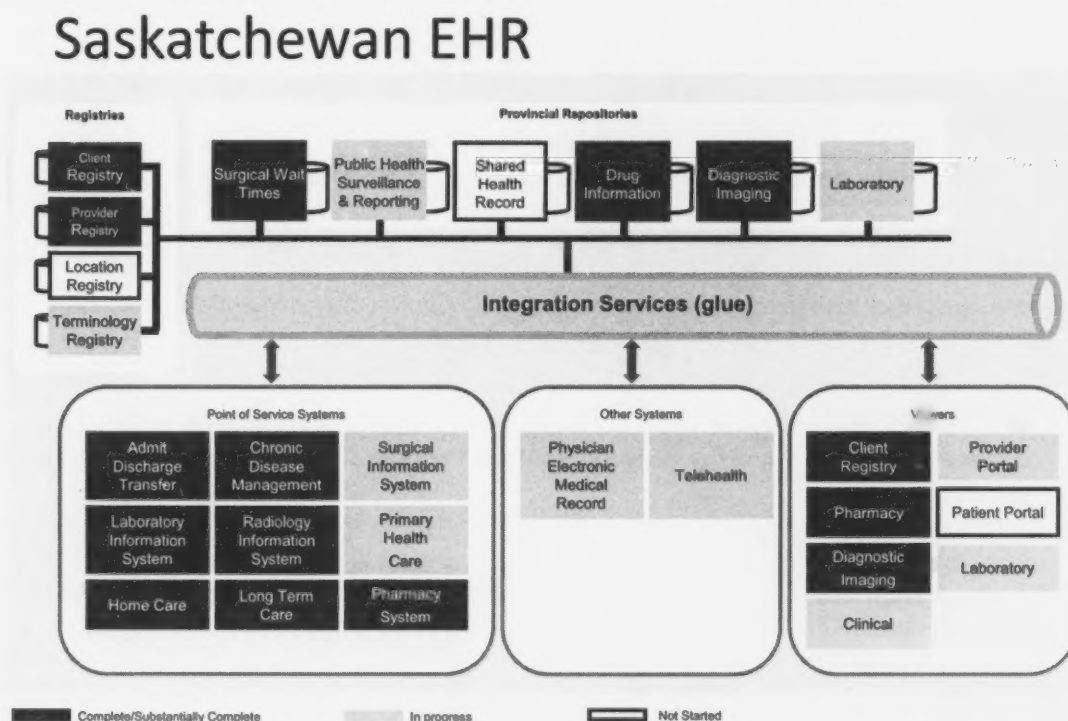 Saskatchewan EHR
Registries
Client
Registry
Provider
Registry
Location
Registry
Terminology
Registry
Provincial Repositories
Surgical Wait
Times
Public Health
Surveillance
& Reporting
Shared
Health
Record
Drug
Information
Diagnostic
Imaging
Laboratory
Integration Services (glue)
Point of Service Systems
Admit
Discharge
Transfer
Chronic
Disease
Management
Surgical
Information
System
Laboratory
Information
System
Radiology
Information
System
Primary
Health
Care
Home Care
Long Term
Care
Pharmacy
System
Other Systems
Physician
Electronic
Medical
Record
Telehealth
Viewers
Client
Registry
Provider
Portal
Pharmacy
Patient Portal
Diagnostic
Imaging
Laboratory
Clinical
Complete/Substantially Complete
In progress
Not Started